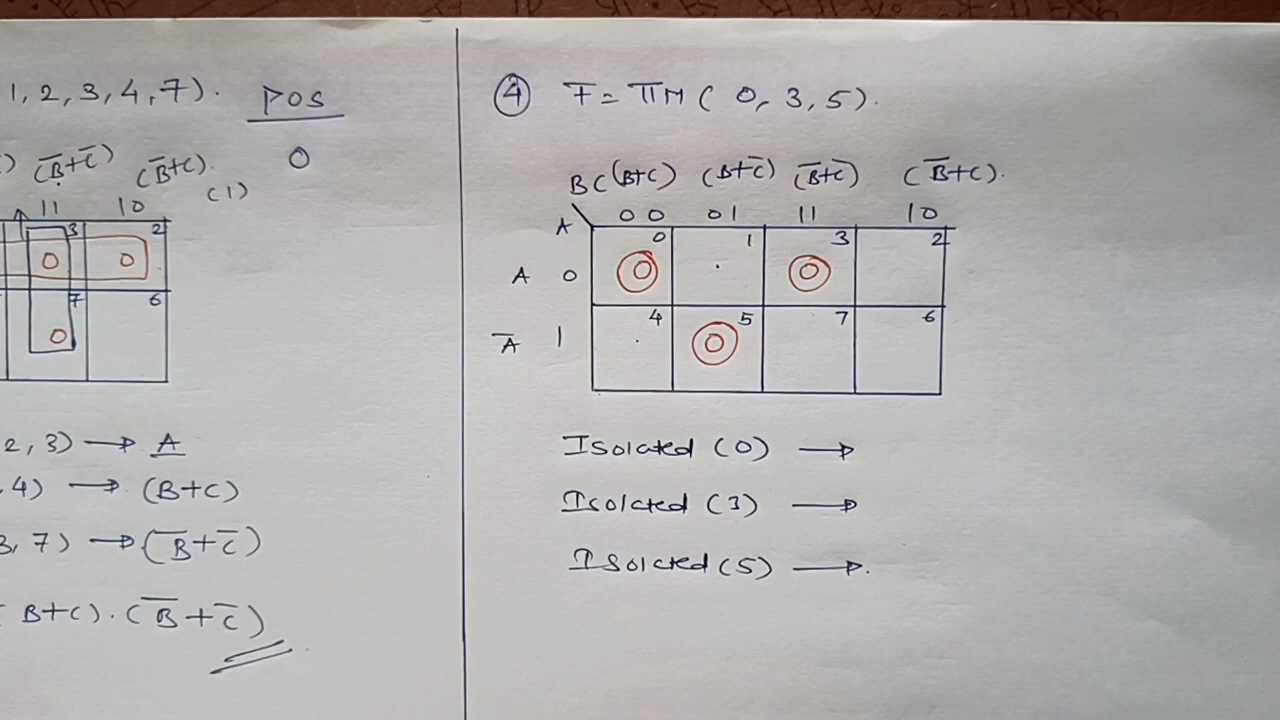 1, 2, 3, 4, 7). POS
) (B̅+C̅) (B̅+C). 0
(1)
11 10
3 2
0 0
7 6
0
2, 3) → A
, 4) → (B+C)
3, 7) → (B̅+C̅)
( B+C). (B̅+C̅)
④ F = ΠM ( 0, 3, 5).
BC (B+C) (B+C̅) (B̅+C̅) (B̅+C).
A 00 01 11 10
0 1 3 2
A 0 0 0
4 5 7 6
A̅ 1 0
Isolated (0) →
Isolated (3) →
Isolated (5) →.